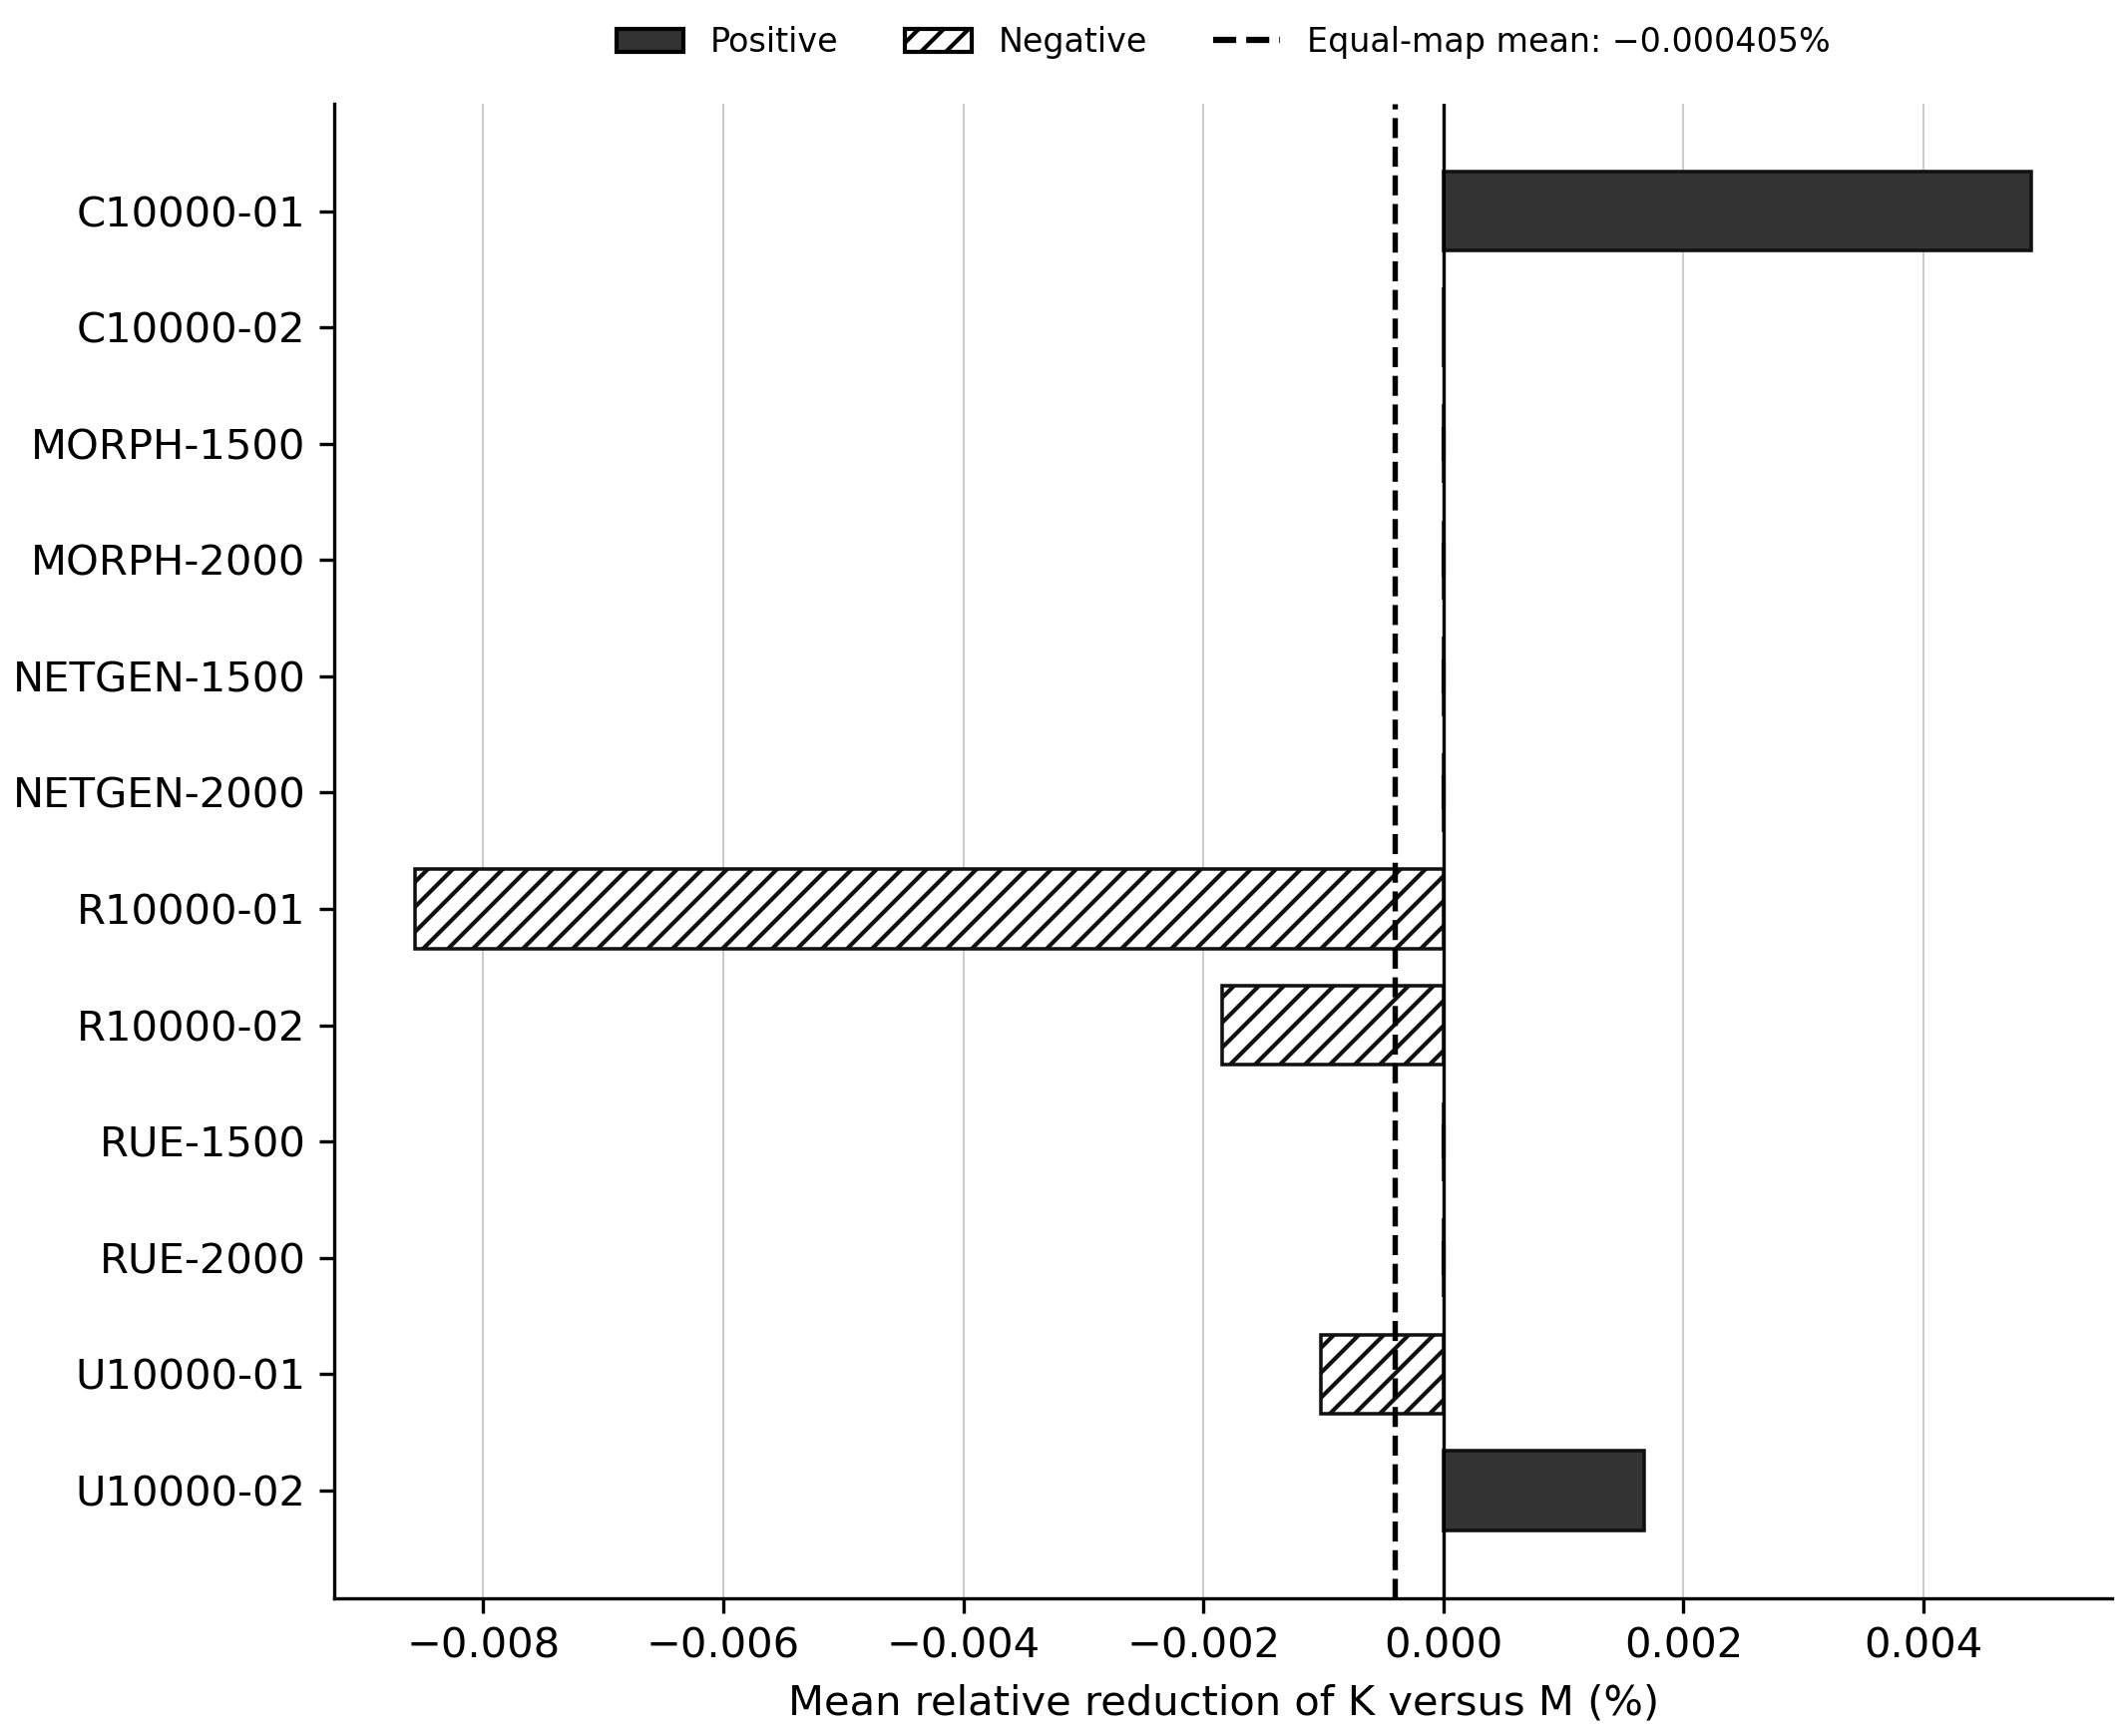 Positive
Negative
Equal-map mean: −0.000405%
C10000-01
C10000-02
MORPH-1500
MORPH-2000
NETGEN-1500
NETGEN-2000
R10000-01
R10000-02
RUE-1500
RUE-2000
U10000-01
U10000-02
−0.008 −0.006 −0.004 −0.002 0.000 0.002 0.004
Mean relative reduction of K versus M (%)